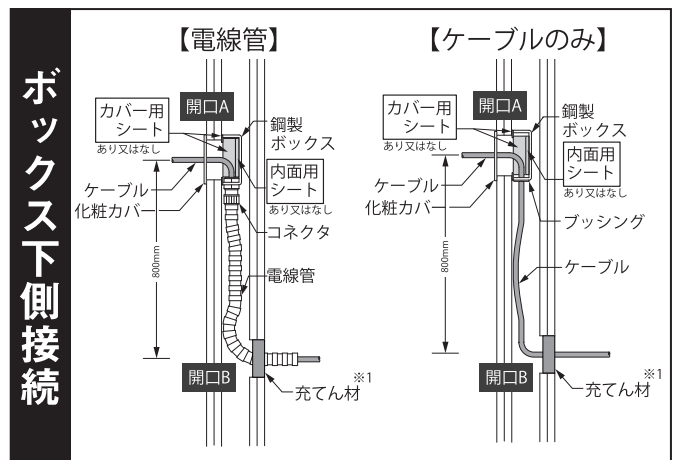 ボックス下側接続
【電線管】
開口A
カバー用
シート
あり又はなし
鋼製
ボックス
内面用
シート
あり又はなし
ケーブル
化粧カバー
コネクタ
800mm
電線管
開口B
※1
充てん材
【ケーブルのみ】
開口A
カバー用
シート
あり又はなし
鋼製
ボックス
内面用
シート
あり又はなし
ケーブル
化粧カバー
ブッシング
800mm
ケーブル
開口B
※1
充てん材